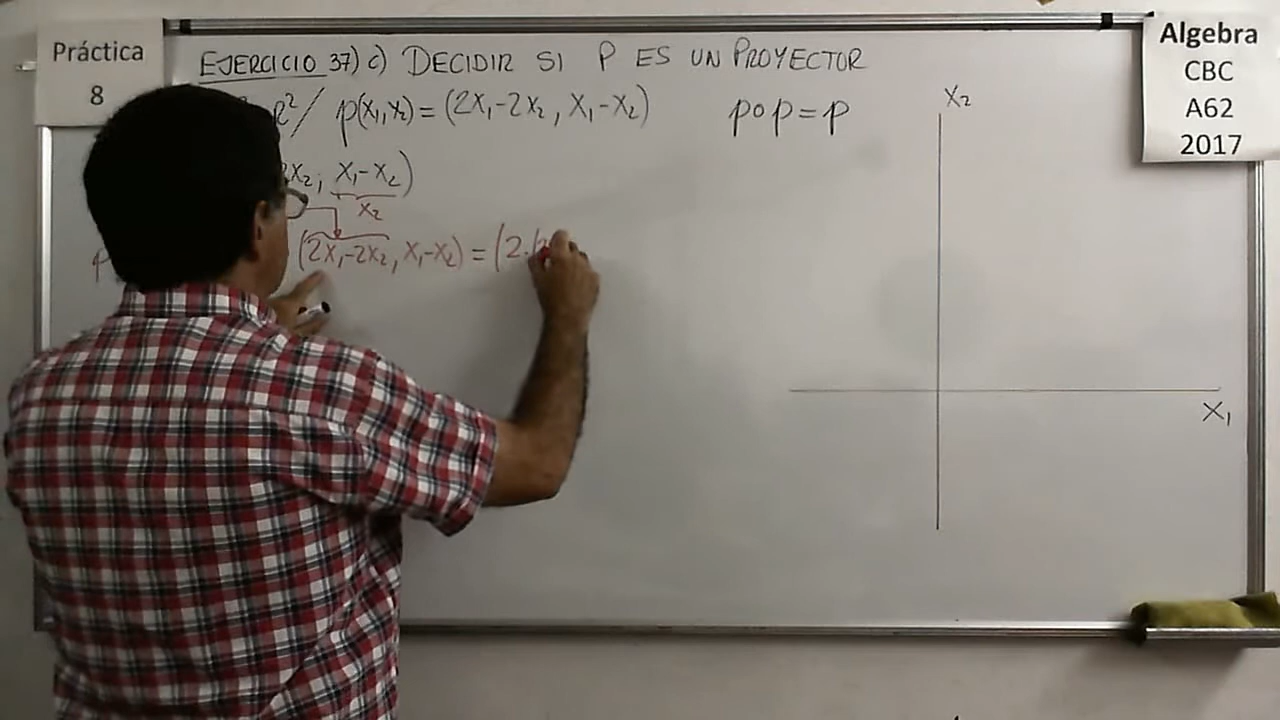 Práctica
8
EJERCICIO 37) c) DECIDIR SI P ES UN PROYECTOR
ℝ² / p(x₁,x₂) = (2x₁-2x₂, x₁-x₂)
p∘p=p
x₂, x₁-x₂)
x₂
p
(2x₁-2x₂, x₁-x₂) = (2.(
x₂
x₁
Algebra
CBC
A62
2017